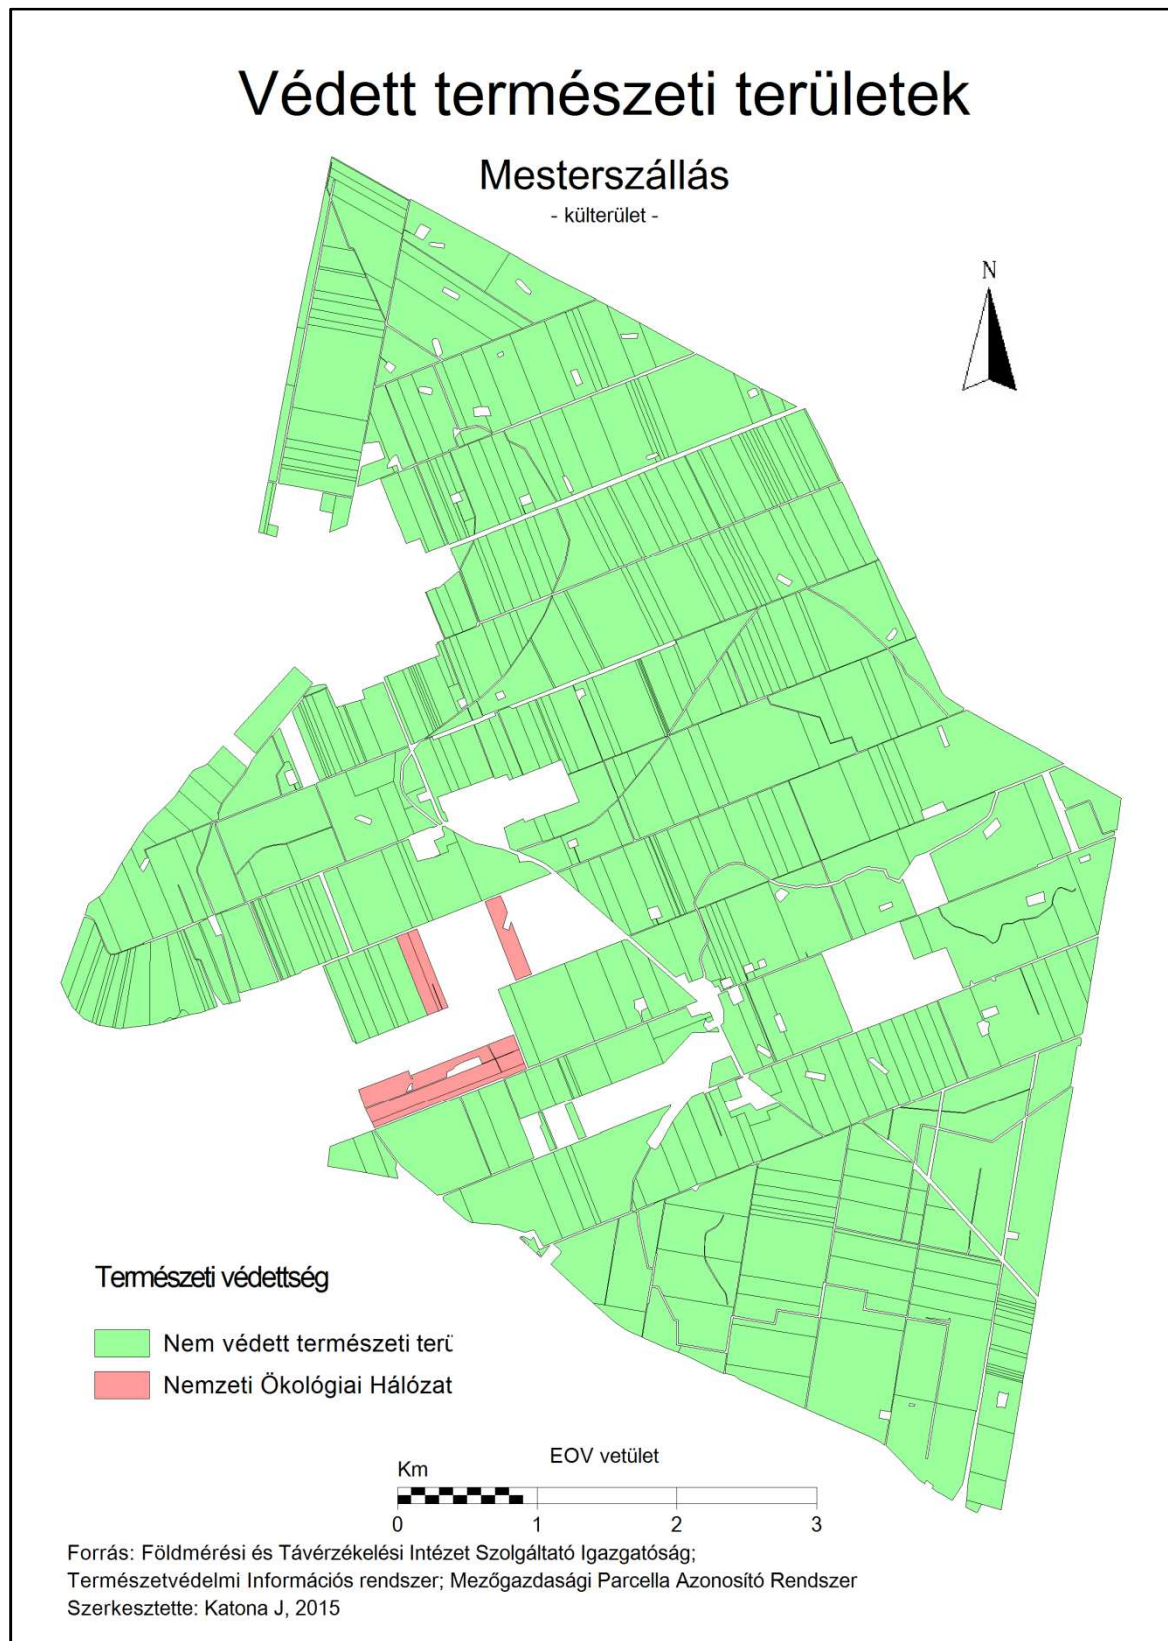 Védett természeti területek
Mesterszállás
- külterület -
N
Természeti védettség
Nem védett természeti terü
Nemzeti Ökológiai Hálózat
EOV vetület
Km
0 1 2 3
Forrás: Földmérési és Távérzékelési Intézet Szolgáltató Igazgatóság;
Természetvédelmi Információs rendszer; Mezőgazdasági Parcella Azonosító Rendszer
Szerkesztette: Katona J, 2015